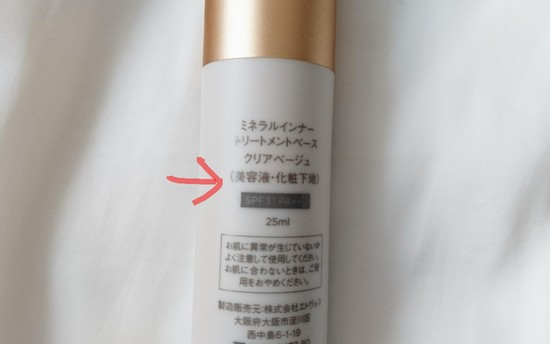 ミネラルインナー
トリートメントベース
クリアベージュ
(美容液・化粧下地)
SPF31 PA+++
25ml
お肌に異常が生じていないか
よく注意して使用してください。
お肌に合わないときは、ご使
用をおやめください。
製造販売元:株式会社エトヴォス
大阪府大阪市淀川区
西中島6-1-19